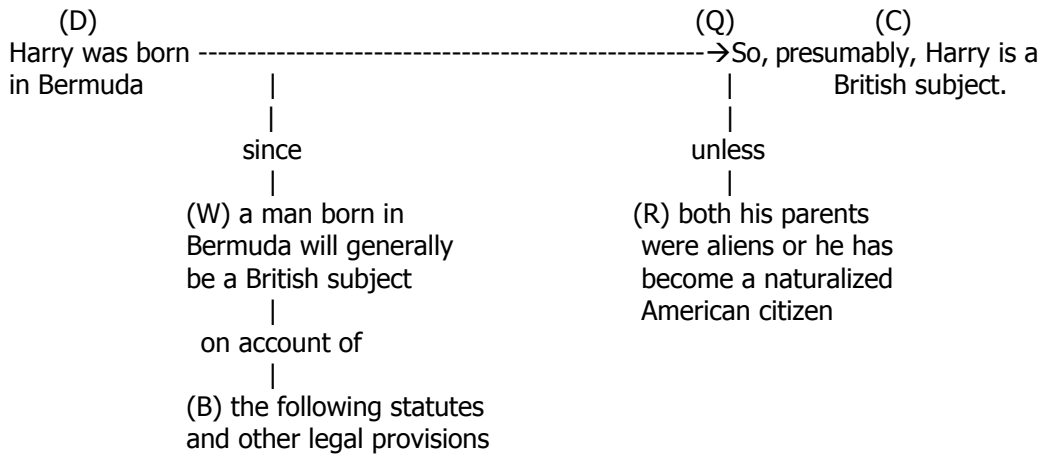 (D) (Q) (C)
Harry was born ---------------------------------------------------------→So, presumably, Harry is a
in Bermuda | | British subject.
| |
since unless
| |
(W) a man born in (R) both his parents
Bermuda will generally were aliens or he has
be a British subject become a naturalized
| American citizen
on account of
|
(B) the following statutes
and other legal provisions